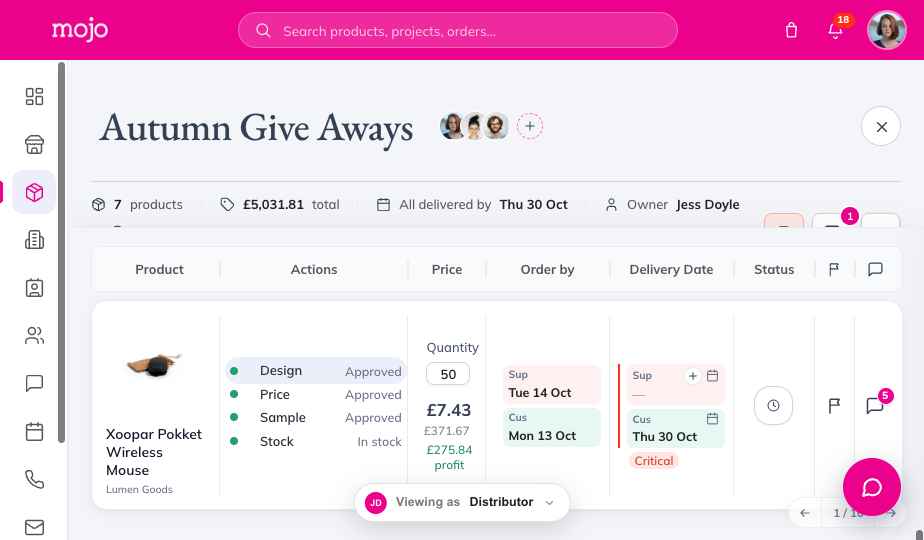 mojo
Search products, projects, orders...
18
Autumn Give Aways
7 products
£5,031.81 total
All delivered by Thu 30 Oct
Owner Jess Doyle
1
Product Actions Price Order by Delivery Date Status
Xoopar Pokket
Wireless
Mouse
Lumen Goods
Design Approved
Price Approved
Sample Approved
Stock In stock
Quantity
50
£7.43
£371.67
£275.84
profit
Sup
Tue 14 Oct
Cus
Mon 13 Oct
Sup
—
Cus
Thu 30 Oct
Critical
5
JD Viewing as Distributor
1 /